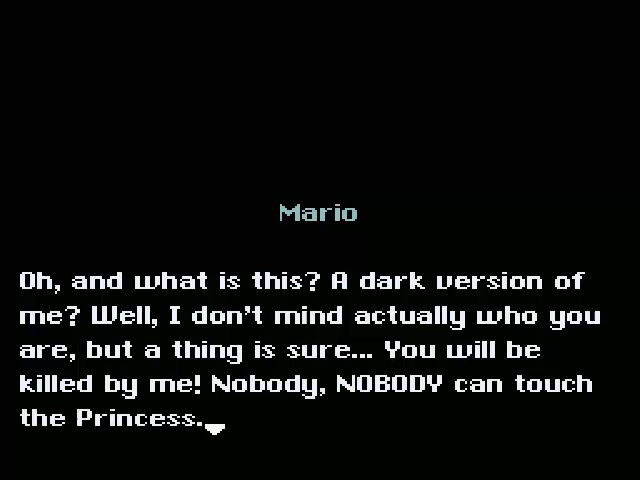 Mario
Oh, and what is this? A dark version of
me? Well, I don't mind actually who you
are, but a thing is sure... You will be
killed by me! Nobody, NOBODY can touch
the Princess.